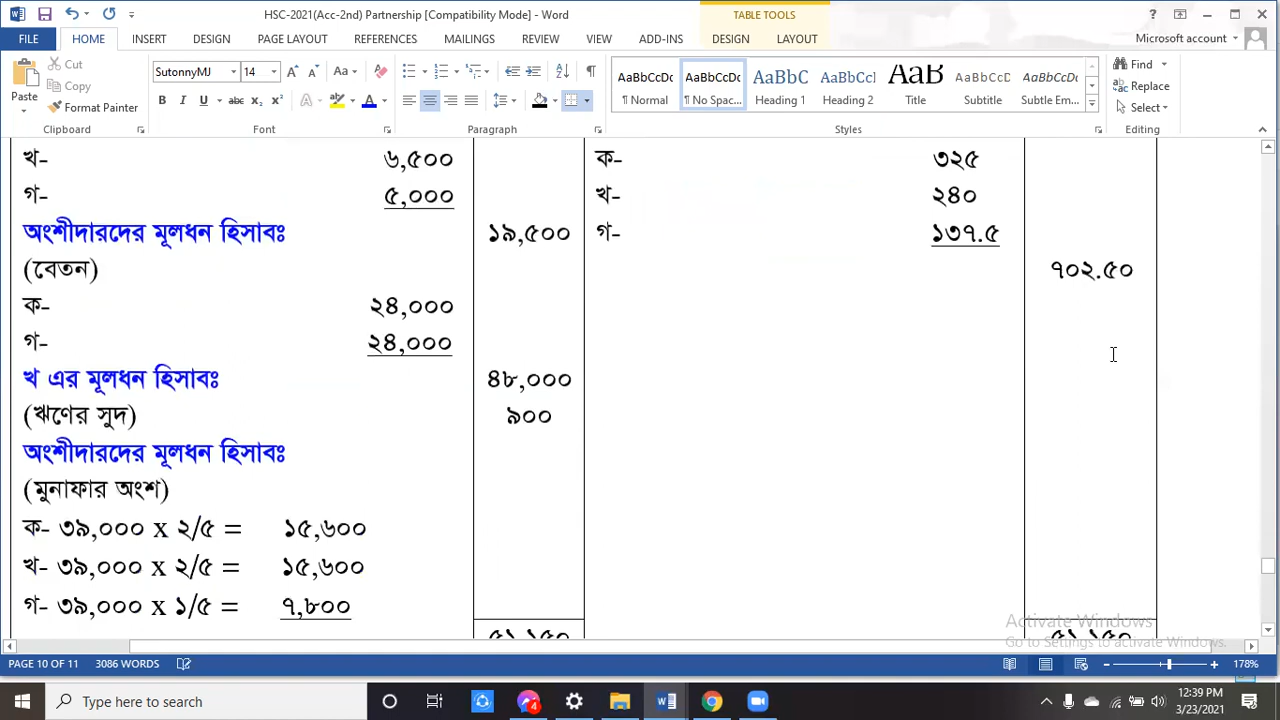 HSC-2021(Acc-2nd) Partnership [Compatibility Mode] - Word
TABLE TOOLS
FILE HOME INSERT DESIGN PAGE LAYOUT REFERENCES MAILINGS REVIEW VIEW ADD-INS DESIGN LAYOUT Microsoft account
Paste
Cut
Copy
Format Painter
Clipboard
SutonnyMJ 14
Font
Paragraph
AaBbCcDc AaBbCcDc AaBbC AaBbCcI AaB AaBbCcD AaBbCcDc
¶ Normal ¶ No Spac... Heading 1 Heading 2 Title Subtitle Subtle Em...
Styles
Find
Replace
Select
Editing
খ- ৬,৫০০ ক- ৩২৫
গ- ৫,০০০ খ- ২৪০
অংশীদারদের মূলধন হিসাবঃ ১৯,৫০০ গ- ১৩৭.৫
(বেতন) ৭০২.৫০
ক- ২৪,০০০
গ- ২৪,০০০
খ এর মূলধন হিসাবঃ ৪৮,০০০
(ঋণের সুদ) ৯০০
অংশীদারদের মূলধন হিসাবঃ
(মুনাফার অংশ)
ক- ৩৯,০০০ x ২/৫ = ১৫,৬০০
খ- ৩৯,০০০ x ২/৫ = ১৫,৬০০
গ- ৩৯,০০০ x ১/৫ = ৭,৮০০
৫১,১৫০ ৫১,১৫০
Activate Windows
Go to Settings to activate Windows.
PAGE 10 OF 11 3086 WORDS 178%
Type here to search
4
12:39 PM
3/23/2021